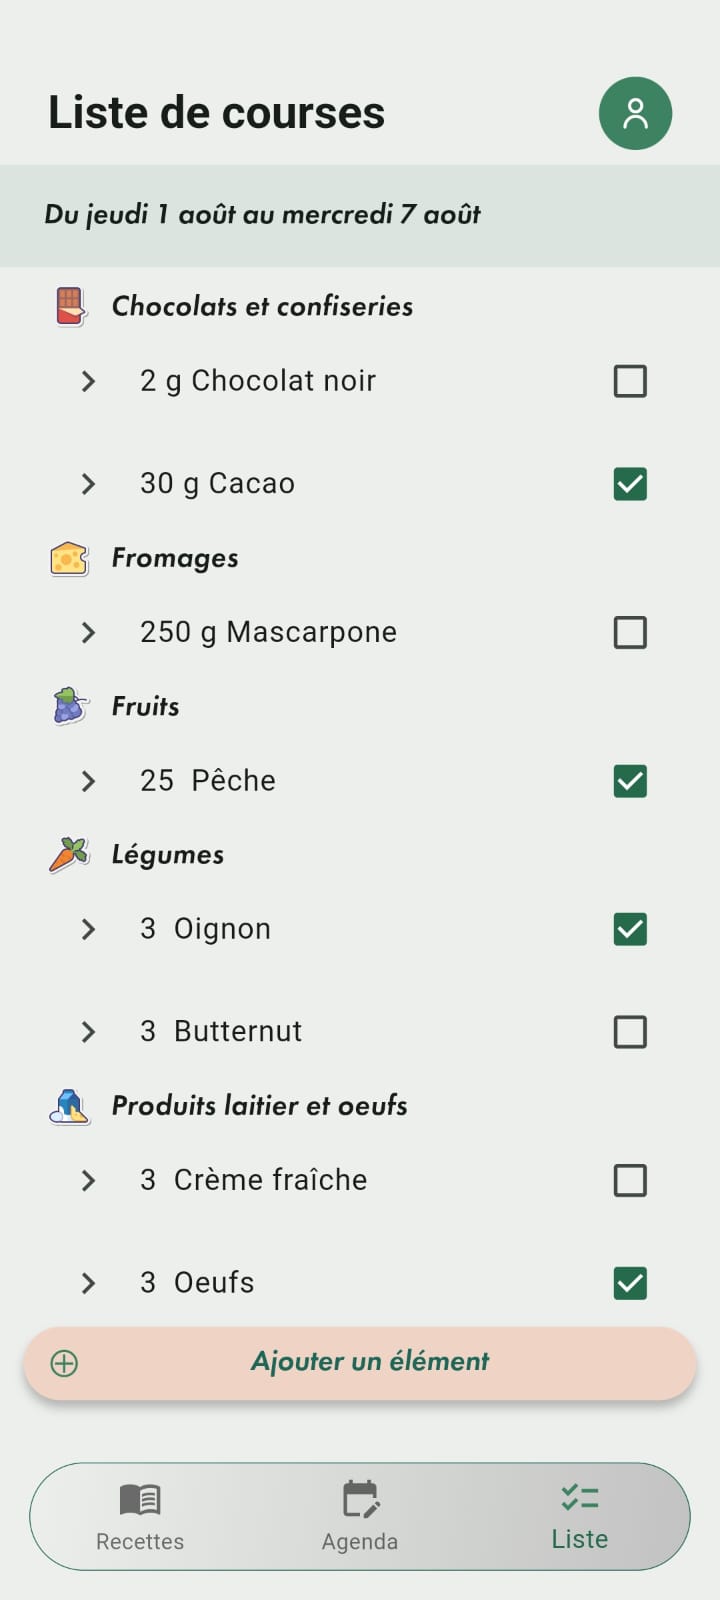 Liste de courses
Du jeudi 1 août au mercredi 7 août
Chocolats et confiseries
2 g Chocolat noir
30 g Cacao
Fromages
250 g Mascarpone
Fruits
25 Pêche
Légumes
3 Oignon
3 Butternut
Produits laitier et oeufs
3 Crème fraîche
3 Oeufs
Ajouter un élément
Recettes
Agenda
Liste